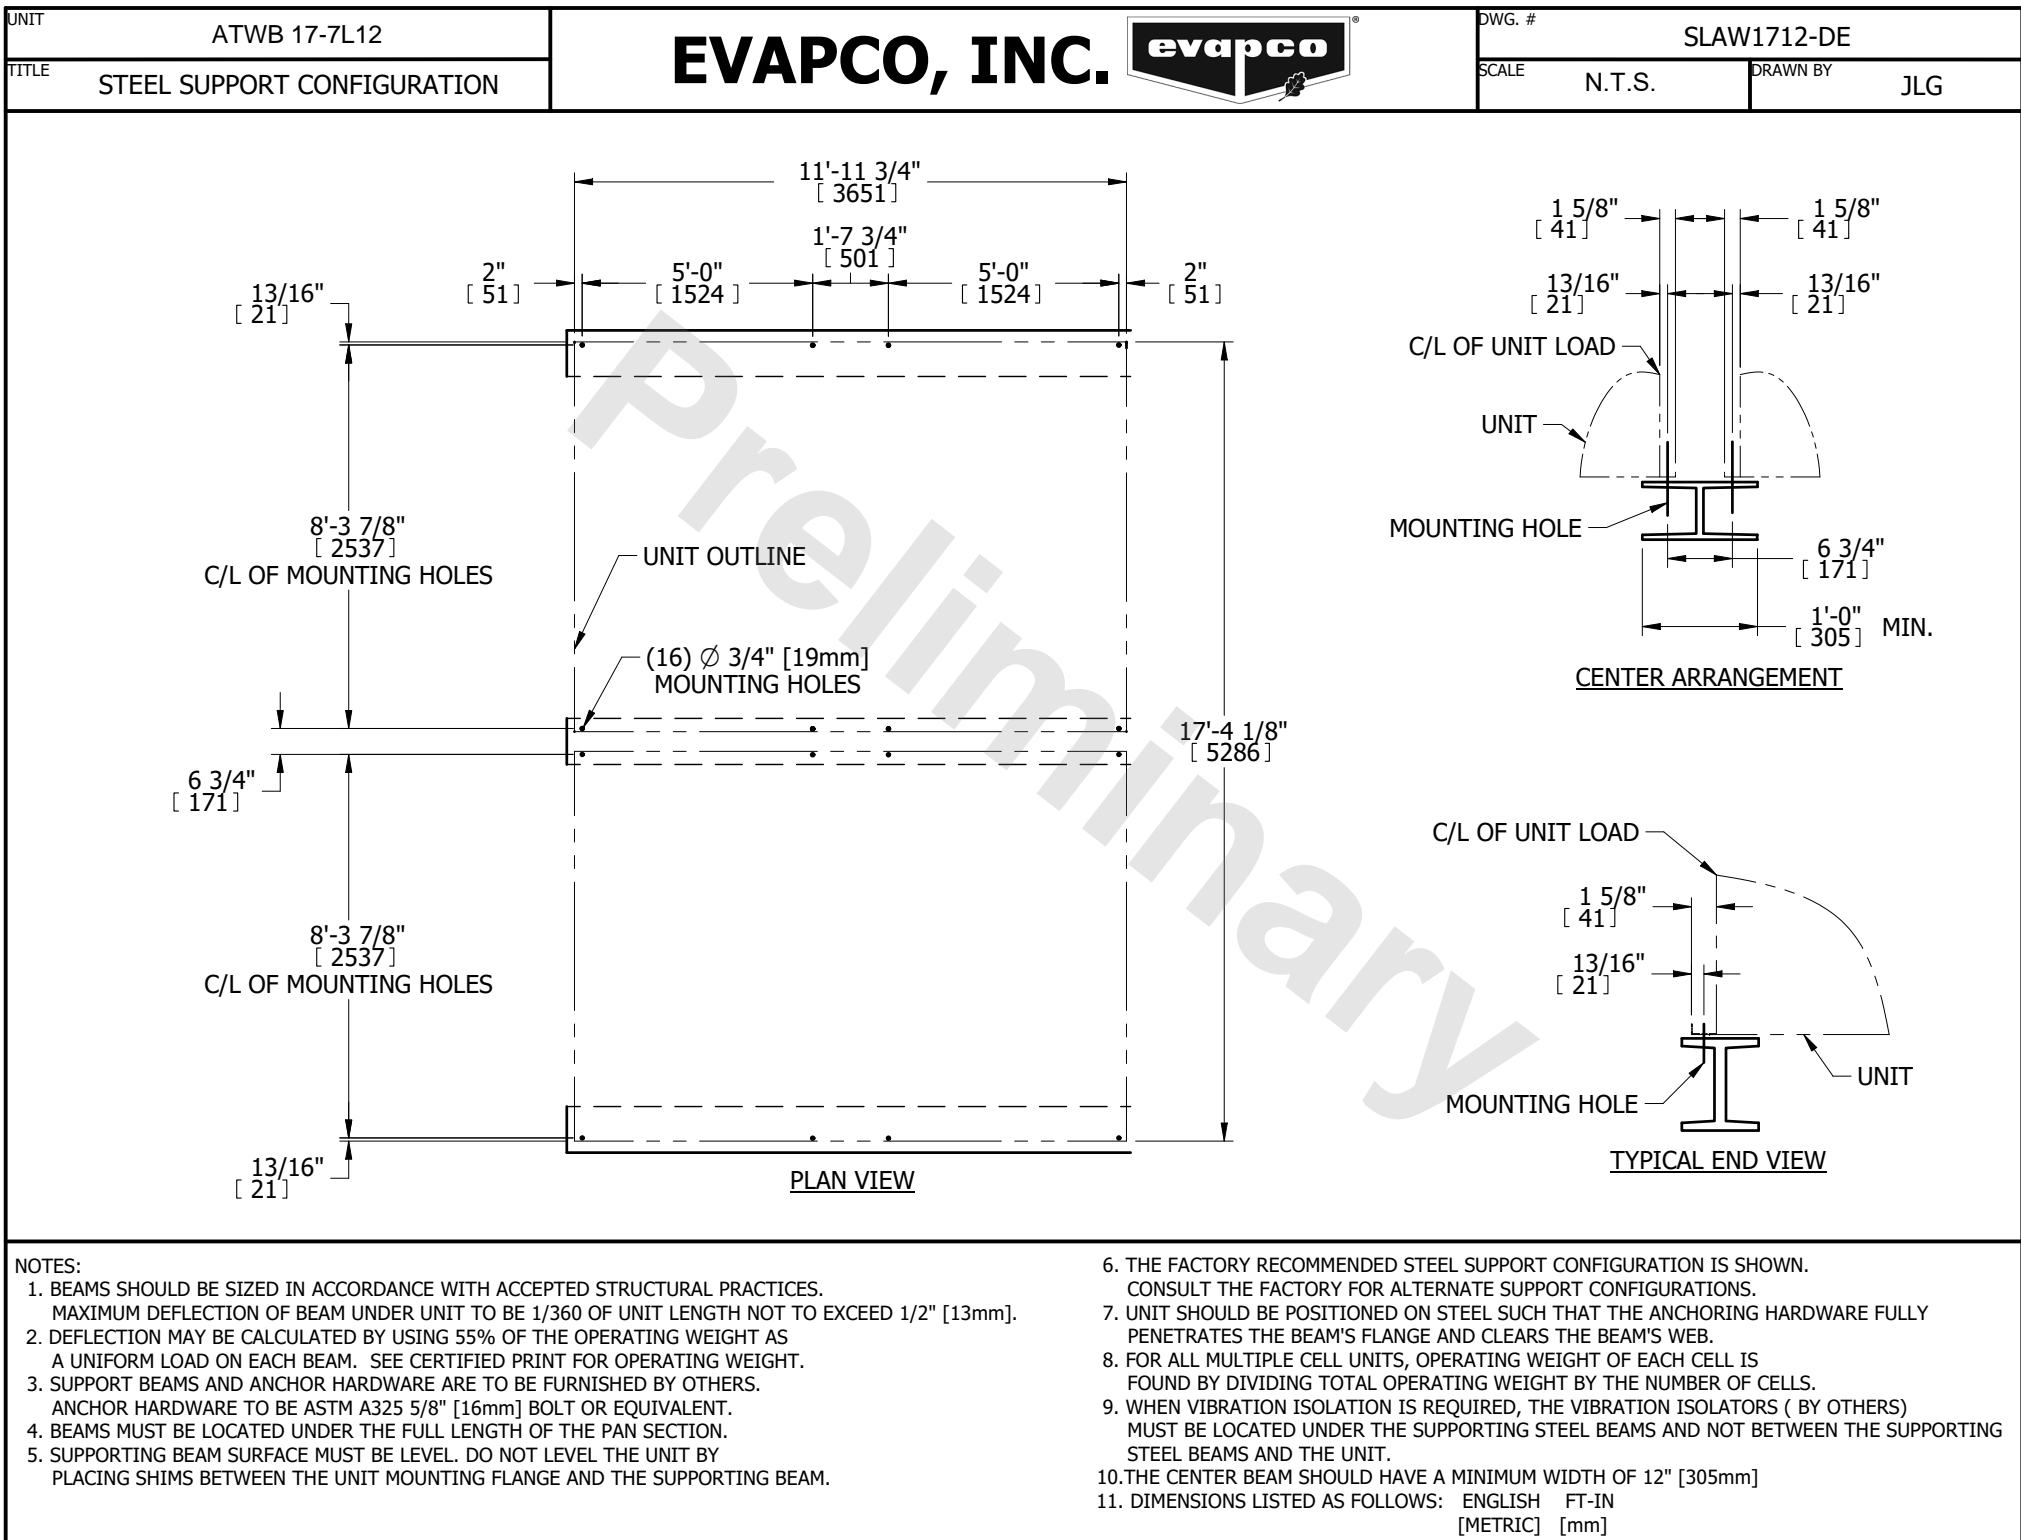 UNIT
ATWB 17-7L12
TITLE
STEEL SUPPORT CONFIGURATION
EVAPCO, INC.
evapco
®
DWG. #
SLAW1712-DE
SCALE
N.T.S.
DRAWN BY
JLG
11'-11 3/4"
[ 3651]
1'-7 3/4"
[ 501 ]
2"
[ 51]
5'-0"
[ 1524 ]
5'-0"
[ 1524]
2"
[ 51]
13/16"
[ 21]
8'-3 7/8"
[ 2537]
C/L OF MOUNTING HOLES
UNIT OUTLINE
(16) Ø 3/4" [19mm]
MOUNTING HOLES
6 3/4"
[ 171]
17'-4 1/8"
[ 5286]
8'-3 7/8"
[ 2537]
C/L OF MOUNTING HOLES
13/16"
[ 21]
PLAN VIEW
Preliminary
1 5/8"
[ 41]
1 5/8"
[ 41]
13/16"
[ 21]
13/16"
[ 21]
C/L OF UNIT LOAD
UNIT
MOUNTING HOLE
6 3/4"
[ 171]
1'-0"
[ 305]
MIN.
CENTER ARRANGEMENT
C/L OF UNIT LOAD
1 5/8"
[ 41]
13/16"
[ 21]
UNIT
MOUNTING HOLE
TYPICAL END VIEW
NOTES:
1. BEAMS SHOULD BE SIZED IN ACCORDANCE WITH ACCEPTED STRUCTURAL PRACTICES.
MAXIMUM DEFLECTION OF BEAM UNDER UNIT TO BE 1/360 OF UNIT LENGTH NOT TO EXCEED 1/2" [13mm].
2. DEFLECTION MAY BE CALCULATED BY USING 55% OF THE OPERATING WEIGHT AS
A UNIFORM LOAD ON EACH BEAM. SEE CERTIFIED PRINT FOR OPERATING WEIGHT.
3. SUPPORT BEAMS AND ANCHOR HARDWARE ARE TO BE FURNISHED BY OTHERS.
ANCHOR HARDWARE TO BE ASTM A325 5/8" [16mm] BOLT OR EQUIVALENT.
4. BEAMS MUST BE LOCATED UNDER THE FULL LENGTH OF THE PAN SECTION.
5. SUPPORTING BEAM SURFACE MUST BE LEVEL. DO NOT LEVEL THE UNIT BY
PLACING SHIMS BETWEEN THE UNIT MOUNTING FLANGE AND THE SUPPORTING BEAM.
6. THE FACTORY RECOMMENDED STEEL SUPPORT CONFIGURATION IS SHOWN.
CONSULT THE FACTORY FOR ALTERNATE SUPPORT CONFIGURATIONS.
7. UNIT SHOULD BE POSITIONED ON STEEL SUCH THAT THE ANCHORING HARDWARE FULLY
PENETRATES THE BEAM'S FLANGE AND CLEARS THE BEAM'S WEB.
8. FOR ALL MULTIPLE CELL UNITS, OPERATING WEIGHT OF EACH CELL IS
FOUND BY DIVIDING TOTAL OPERATING WEIGHT BY THE NUMBER OF CELLS.
9. WHEN VIBRATION ISOLATION IS REQUIRED, THE VIBRATION ISOLATORS ( BY OTHERS)
MUST BE LOCATED UNDER THE SUPPORTING STEEL BEAMS AND NOT BETWEEN THE SUPPORTING
STEEL BEAMS AND THE UNIT.
10.THE CENTER BEAM SHOULD HAVE A MINIMUM WIDTH OF 12" [305mm]
11. DIMENSIONS LISTED AS FOLLOWS: ENGLISH FT-IN
[METRIC] [mm]